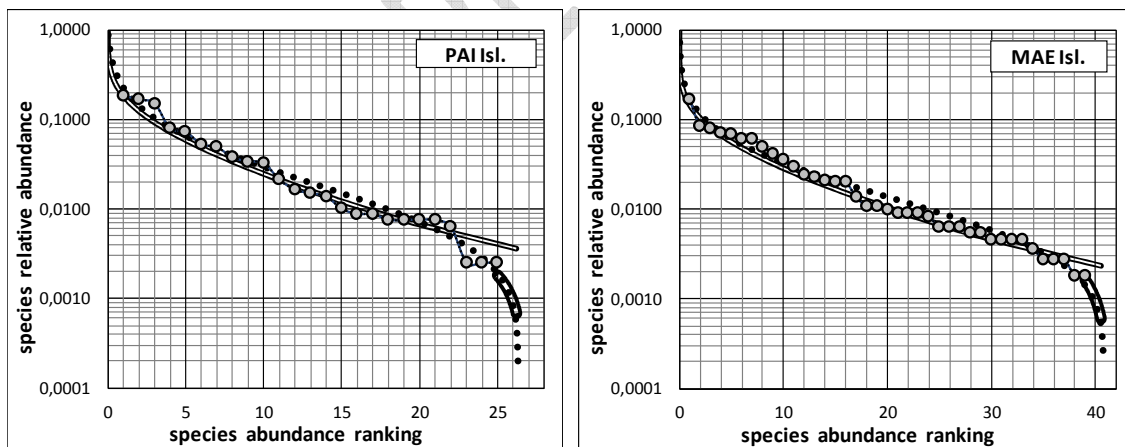 PAI Isl.
1,0000
0,1000
0,0100
0,0010
0,0001
0 5 10 15 20 25
species relative abundance
species abundance ranking
MAE Isl.
1,0000
0,1000
0,0100
0,0010
0,0001
0 10 20 30 40
species relative abundance
species abundance ranking